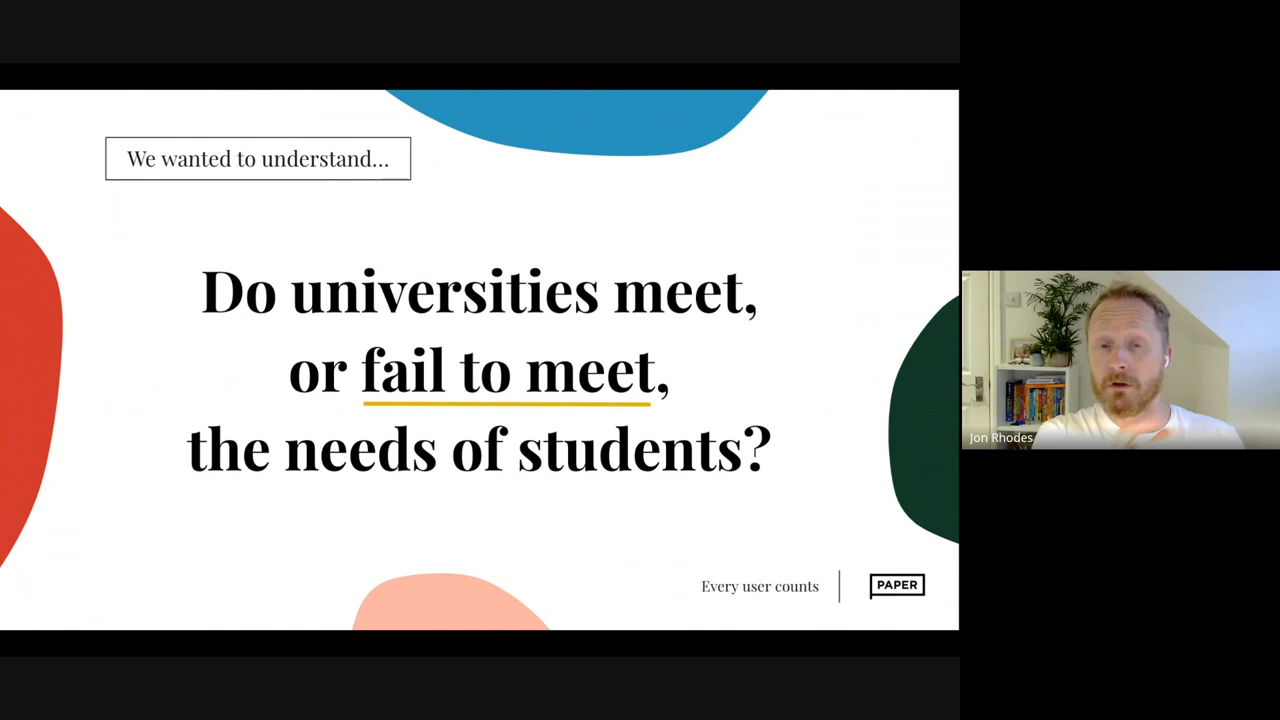 We wanted to understand...
Do universities meet,
or fail to meet,
the needs of students?
Every user counts
PAPER
Jon Rhodes